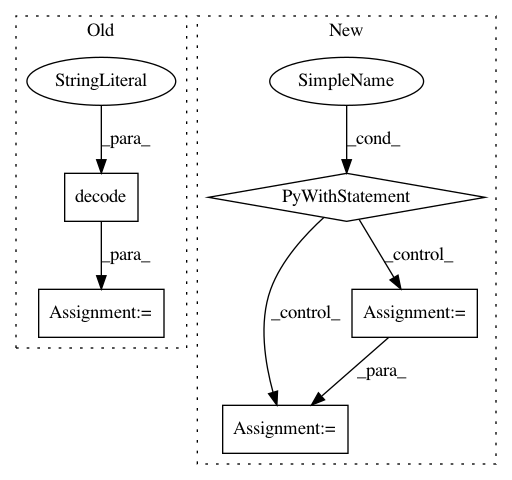 Old
New
StringLiteral
SimpleName
_para_
_cond_
decode
PyWithStatement
_para_
_control_
_control_
Assignment:=
Assignment:=
_para_
Assignment:=